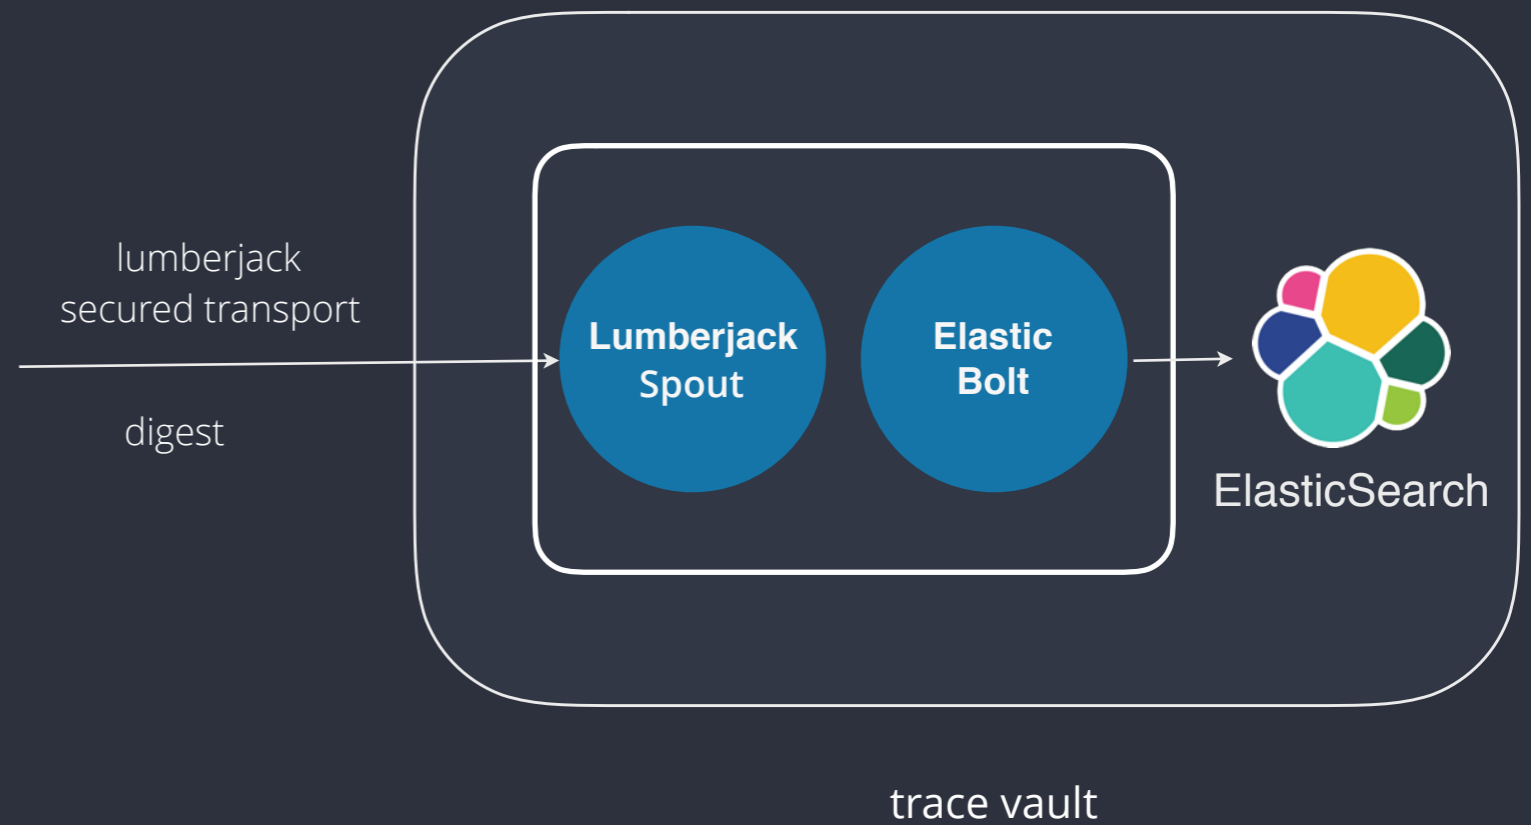 lumberjack
secured transport
digest
Lumberjack
Spout
Elastic
Bolt
ElasticSearch
trace vault